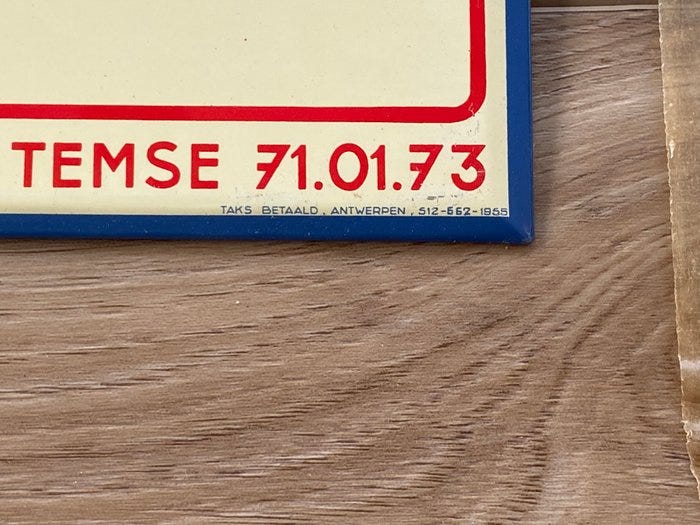 TEMSE 71.01.73
TAKS BETAALD , ANTWERPEN , 512-662-1955